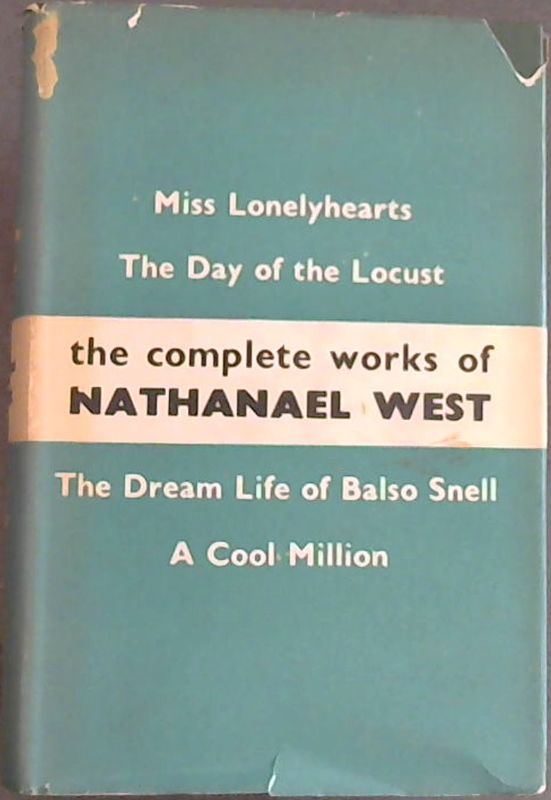 Miss Lonelyhearts
The Day of the Locust
the complete works of
NATHANAEL WEST
The Dream Life of Balso Snell
A Cool Million